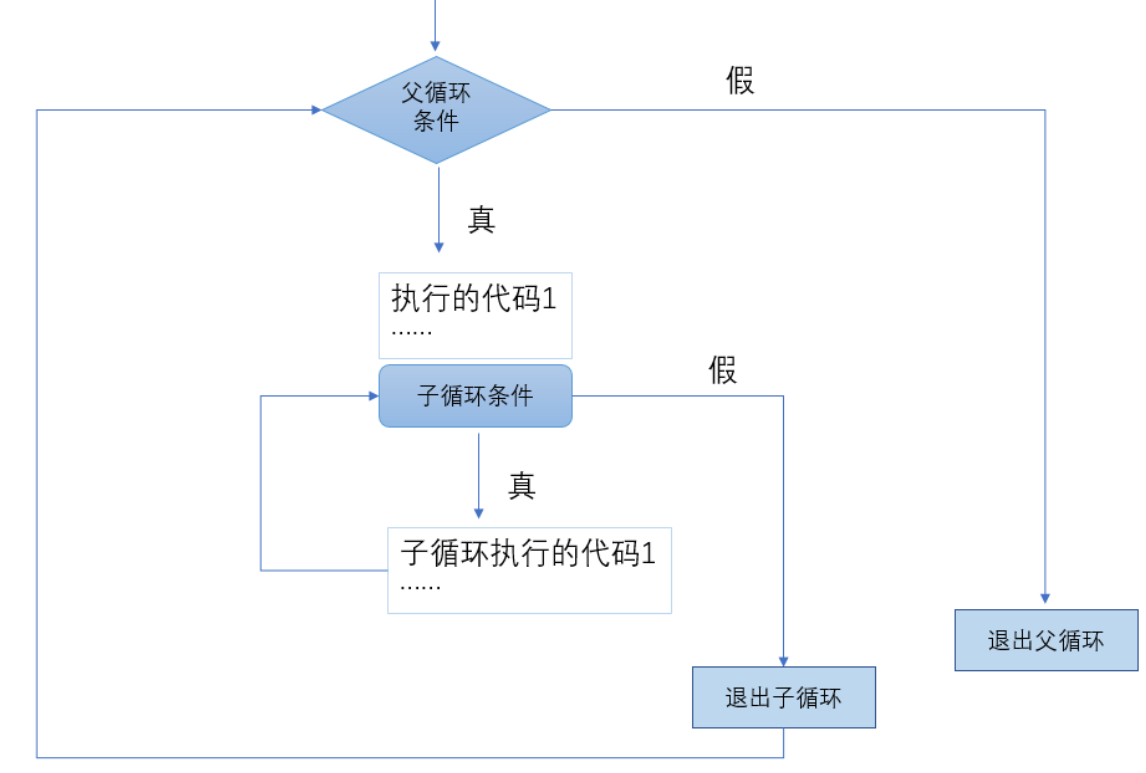 假
父循环
条件
真
执行的代码1
......
假
子循环条件
真
子循环执行的代码1
......
退出父循环
退出子循环